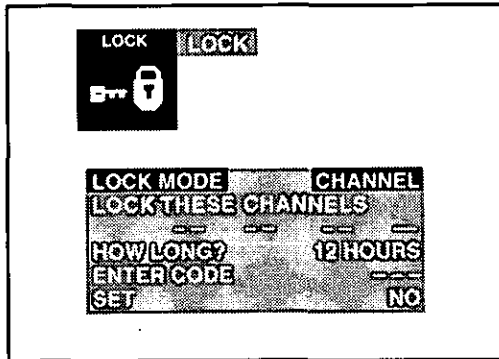 LOCK LOCK
LOCK MODE CHANNEL
LOCK THESE CHANNELS
-- -- -- --
HOW LONG? 12 HOURS
ENTER CODE ---
SET NO